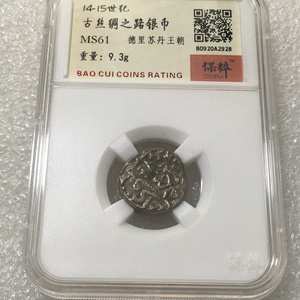 14-15世纪
古丝绸之路银币
MS61 德里苏丹王朝
重量：9.3g
B0920A2928
保粹
BAO CUI COINS RATING